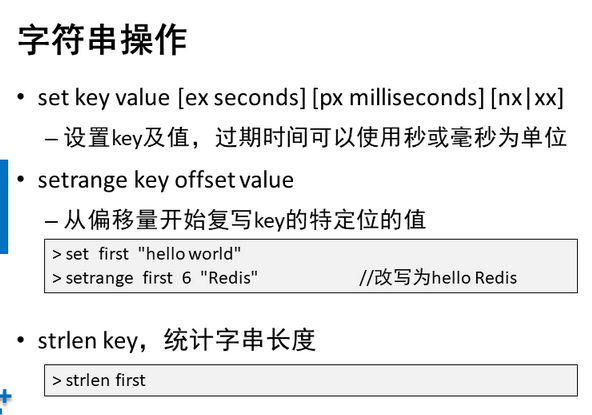 字符串操作
• set key value [ex seconds] [px milliseconds] [nx|xx]
– 设置key及值，过期时间可以使用秒或毫秒为单位
• setrange key offset value
– 从偏移量开始复写key的特定位的值
> set first "hello world"
> setrange first 6 "Redis" //改写为hello Redis
• strlen key，统计字串长度
> strlen first